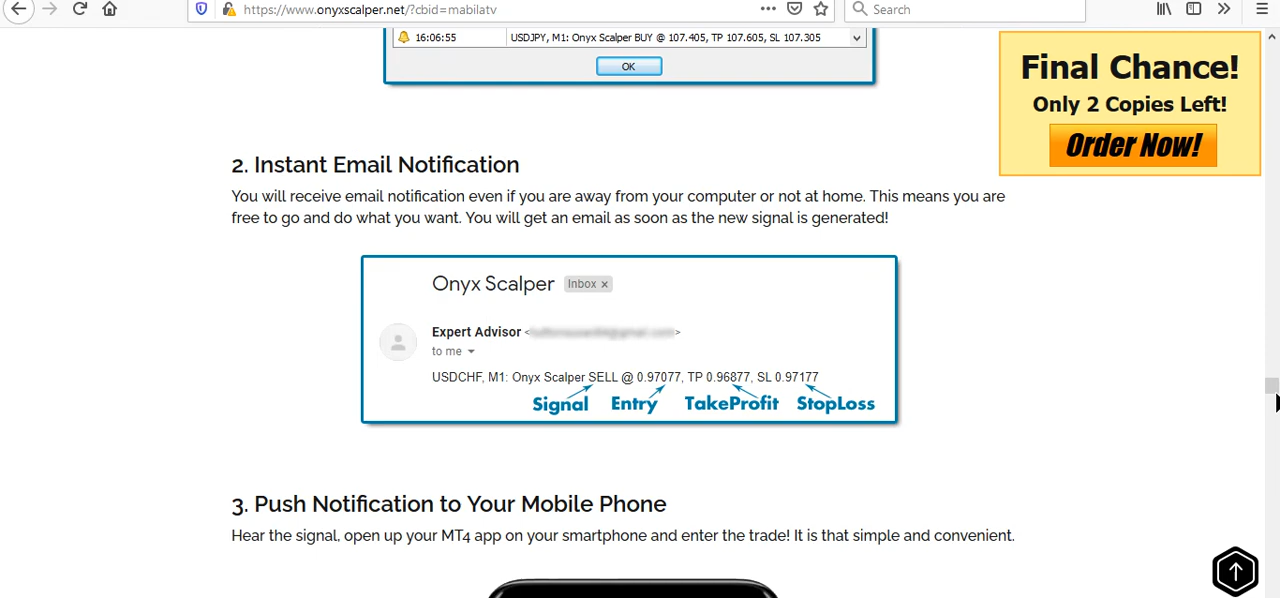 https://www.onyxscalper.net/?cbid=mabilatv
Search
16:06:55 USDJPY, M1: Onyx Scalper BUY @ 107.405, TP 107.605, SL 107.305
OK
Final Chance!
Only 2 Copies Left!
Order Now!
2. Instant Email Notification
You will receive email notification even if you are away from your computer or not at home. This means you are
free to go and do what you want. You will get an email as soon as the new signal is generated!
Onyx Scalper Inbox x
Expert Advisor
to me
USDCHF, M1: Onyx Scalper SELL @ 0.97077, TP 0.96877, SL 0.97177
Signal Entry TakeProfit StopLoss
3. Push Notification to Your Mobile Phone
Hear the signal, open up your MT4 app on your smartphone and enter the trade! It is that simple and convenient.